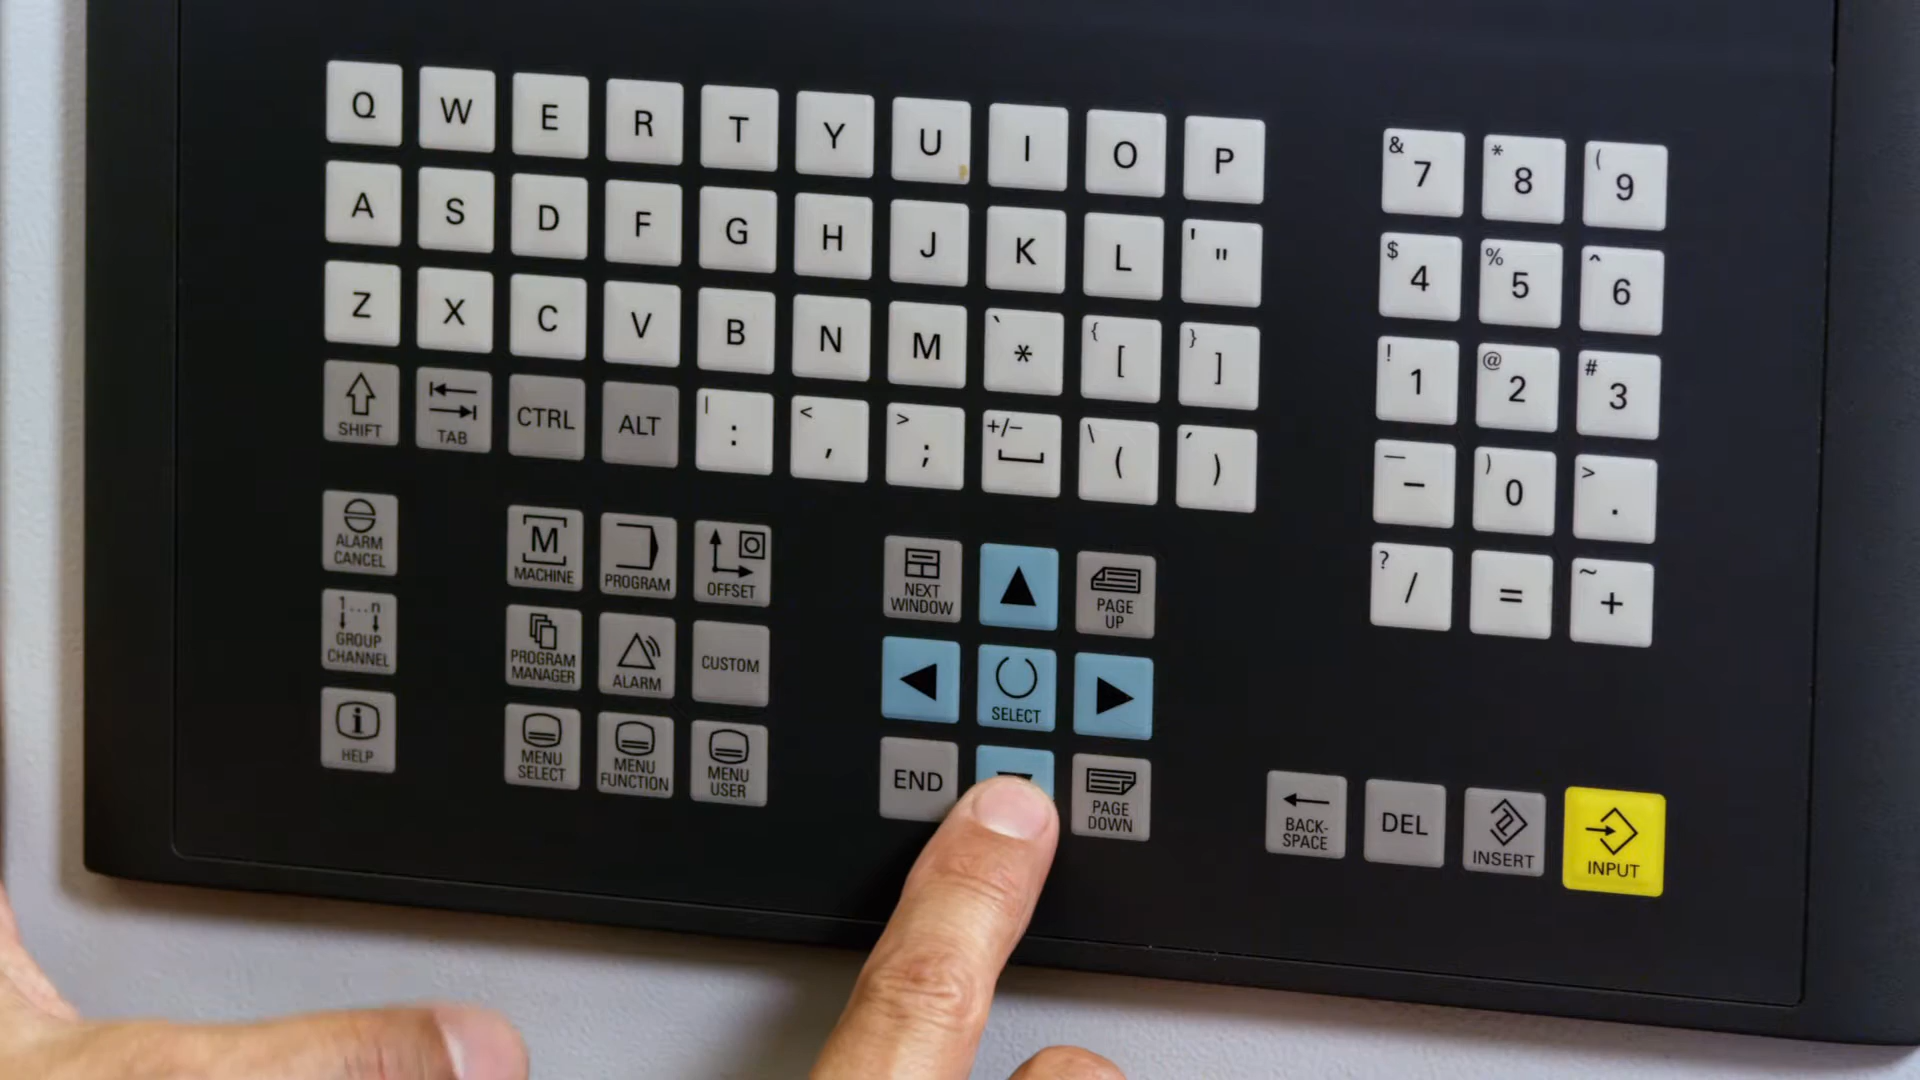 Q W E R T Y U I O P
& 7 * 8 ( 9
A S D F G H J K L ' "
$ 4 % 5 ^ 6
Z X C V B N M ` * { [ } ]
! 1 @ 2 # 3
SHIFT TAB CTRL ALT | : < , > ; +/− \ ( ´ )
— - ) 0 > .
? / = ~ +
ALARM
CANCEL
M
MACHINE
PROGRAM
OFFSET
NEXT
WINDOW
PAGE
UP
1...n
GROUP
CHANNEL
PROGRAM
MANAGER
ALARM
CUSTOM
SELECT
i
HELP
MENU
SELECT
MENU
FUNCTION
MENU
USER
END
PAGE
DOWN
BACK-
SPACE
DEL
INSERT
INPUT